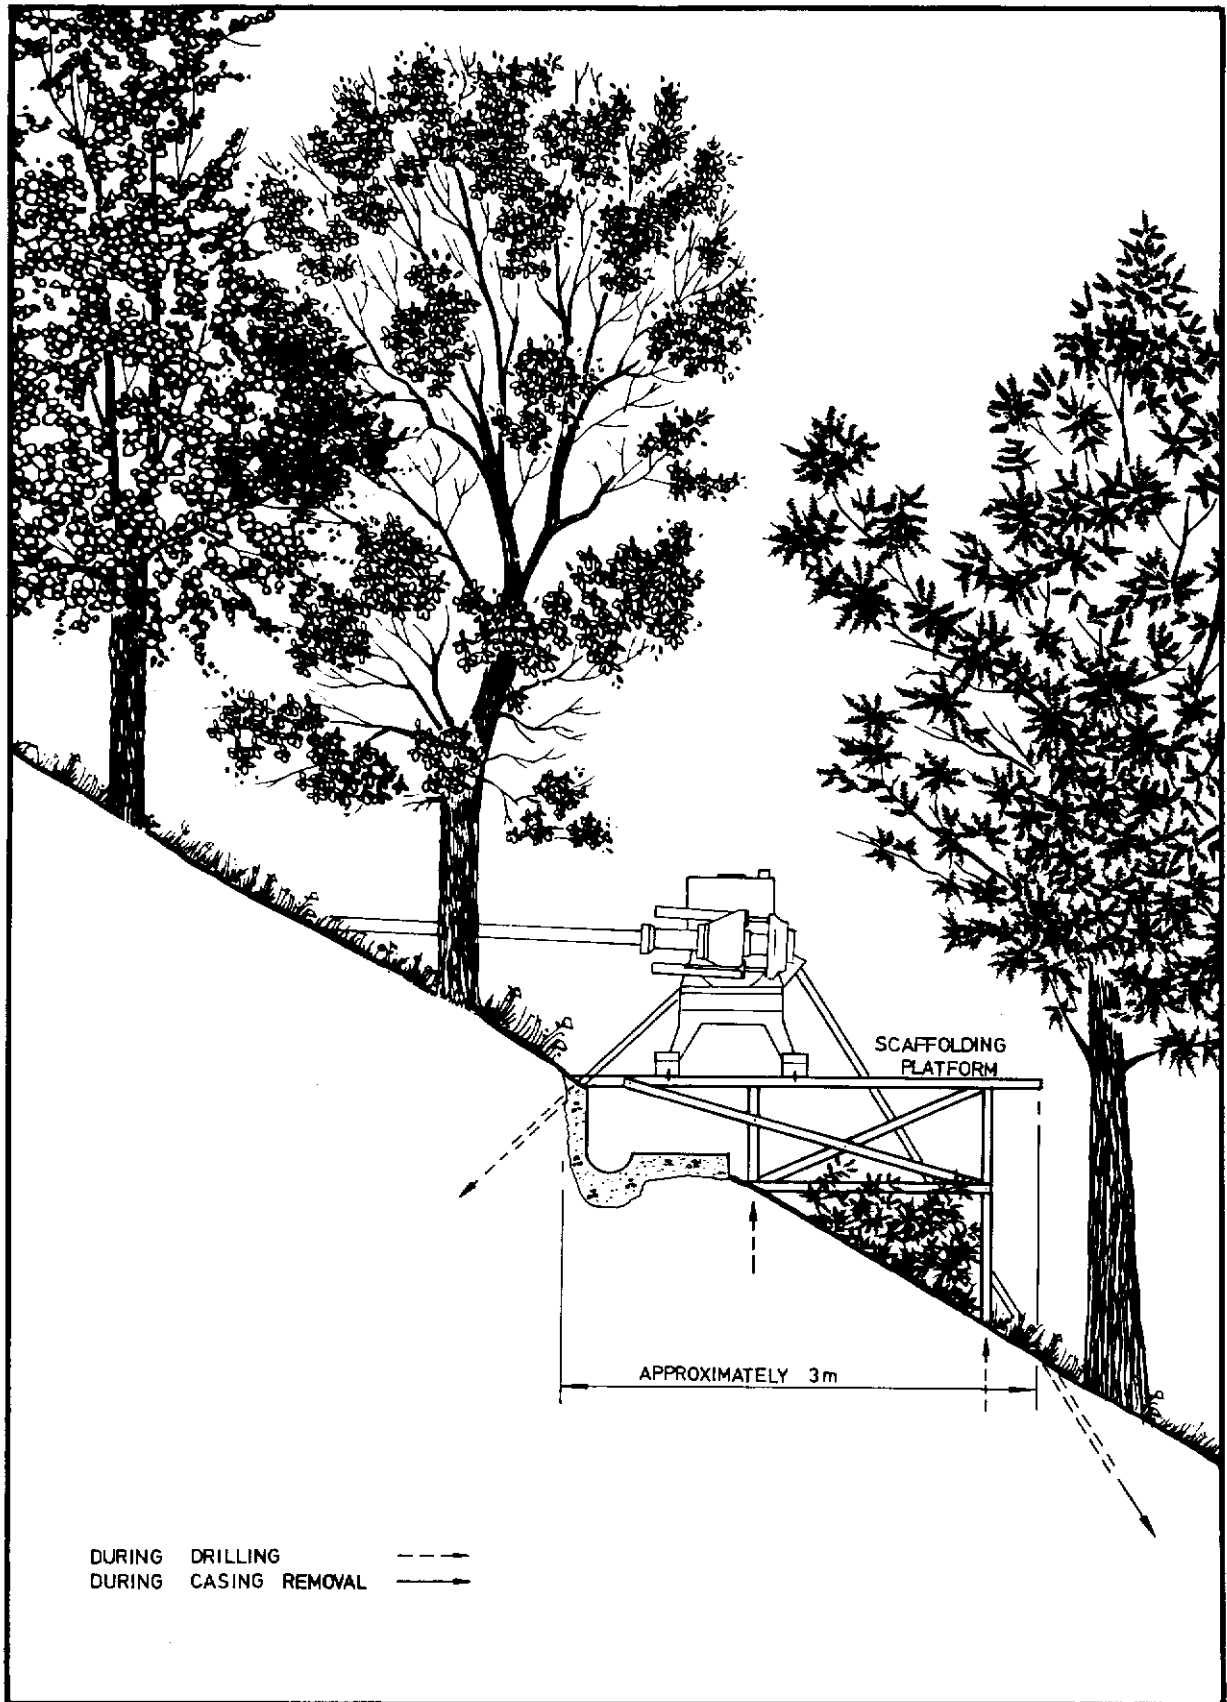 SCAFFOLDING
PLATFORM
APPROXIMATELY 3m
DURING DRILLING
DURING CASING REMOVAL